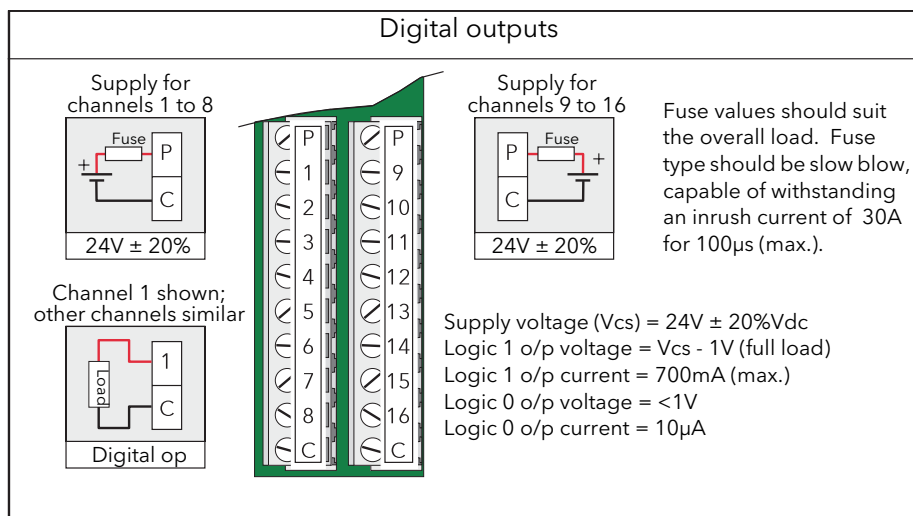 Digital outputs
Supply for
channels 1 to 8
Fuse
P
+
C
24V ± 20%
Channel 1 shown;
other channels similar
Load
1
C
Digital op
P
1
2
3
4
5
6
7
8
C
P
9
10
11
12
13
14
15
16
C
Supply for
channels 9 to 16
P
Fuse
+
C
24V ± 20%
Fuse values should suit
the overall load. Fuse
type should be slow blow,
capable of withstanding
an inrush current of 30A
for 100µs (max.).
Supply voltage (Vcs) = 24V ± 20%Vdc
Logic 1 o/p voltage = Vcs - 1V (full load)
Logic 1 o/p current = 700mA (max.)
Logic 0 o/p voltage = <1V
Logic 0 o/p current = 10µA